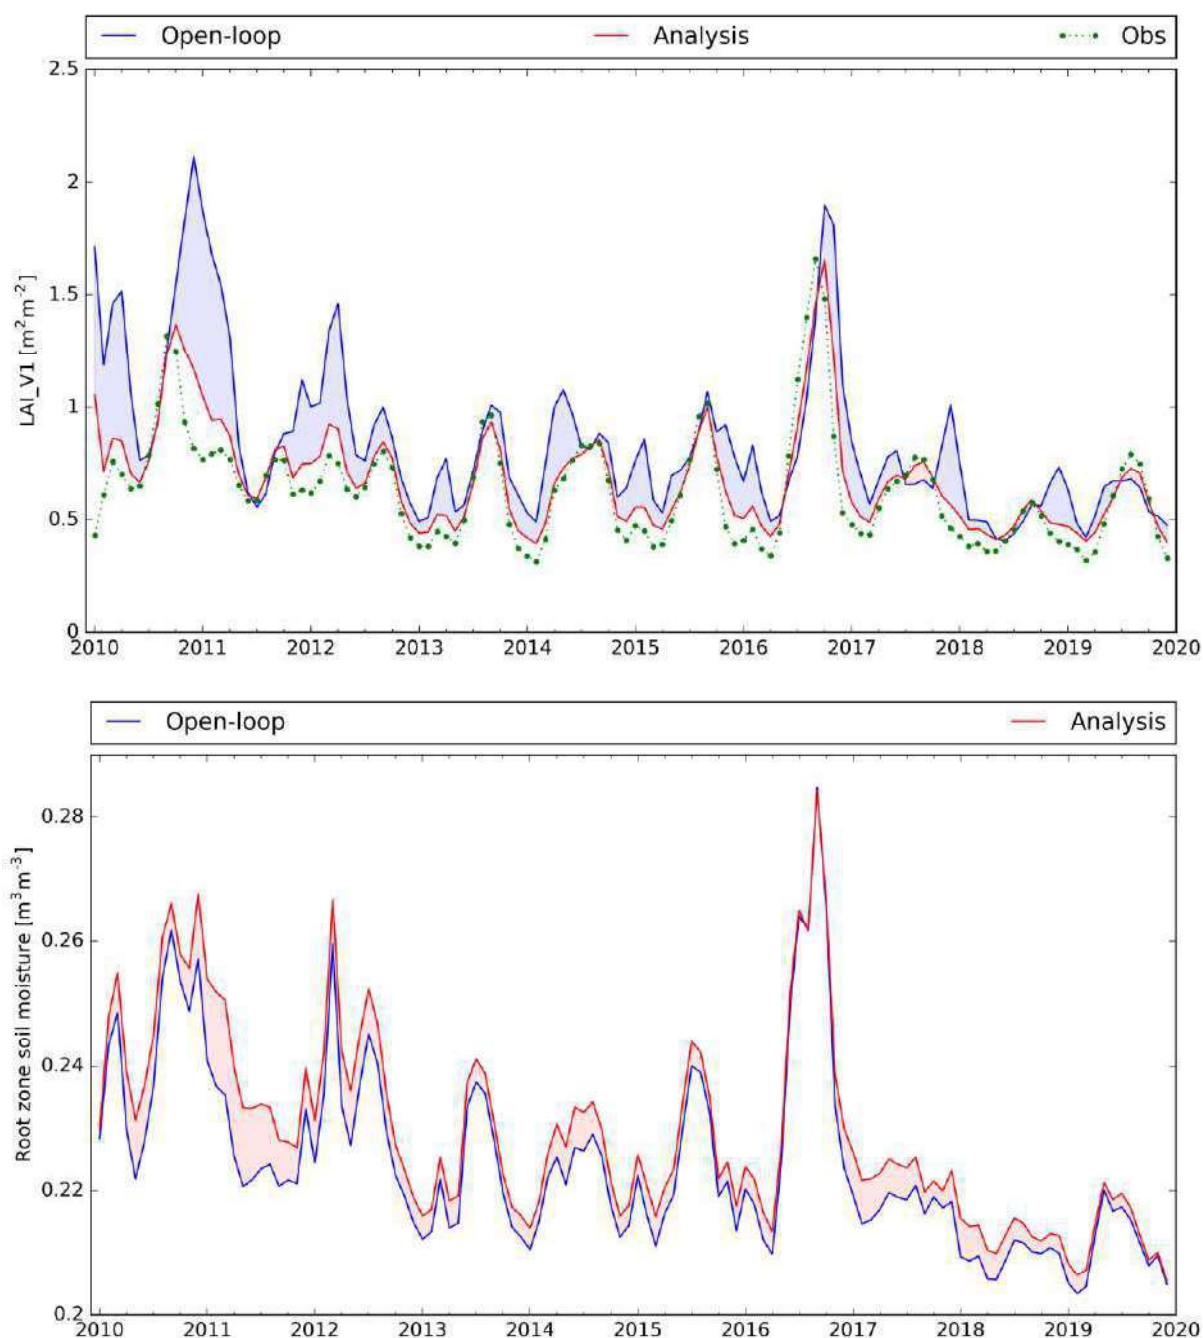 Open-loop Analysis Obs
2.5
2
1.5
1
0.5
0
LAI_V1 [m²m⁻²]
2010 2011 2012 2013 2014 2015 2016 2017 2018 2019 2020
Open-loop Analysis
0.28
0.26
0.24
0.22
0.2
Root zone soil moisture [m³m⁻³]
2010 2011 2012 2013 2014 2015 2016 2017 2018 2019 2020